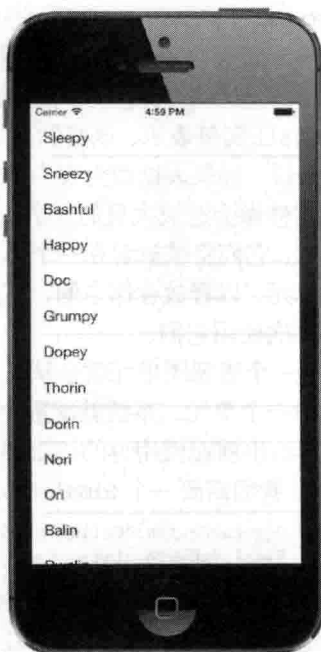 Carrier 4:59 PM
Sleepy
Sneezy
Bashful
Happy
Doc
Grumpy
Dopey
Thorin
Dorin
Nori
Ori
Balin